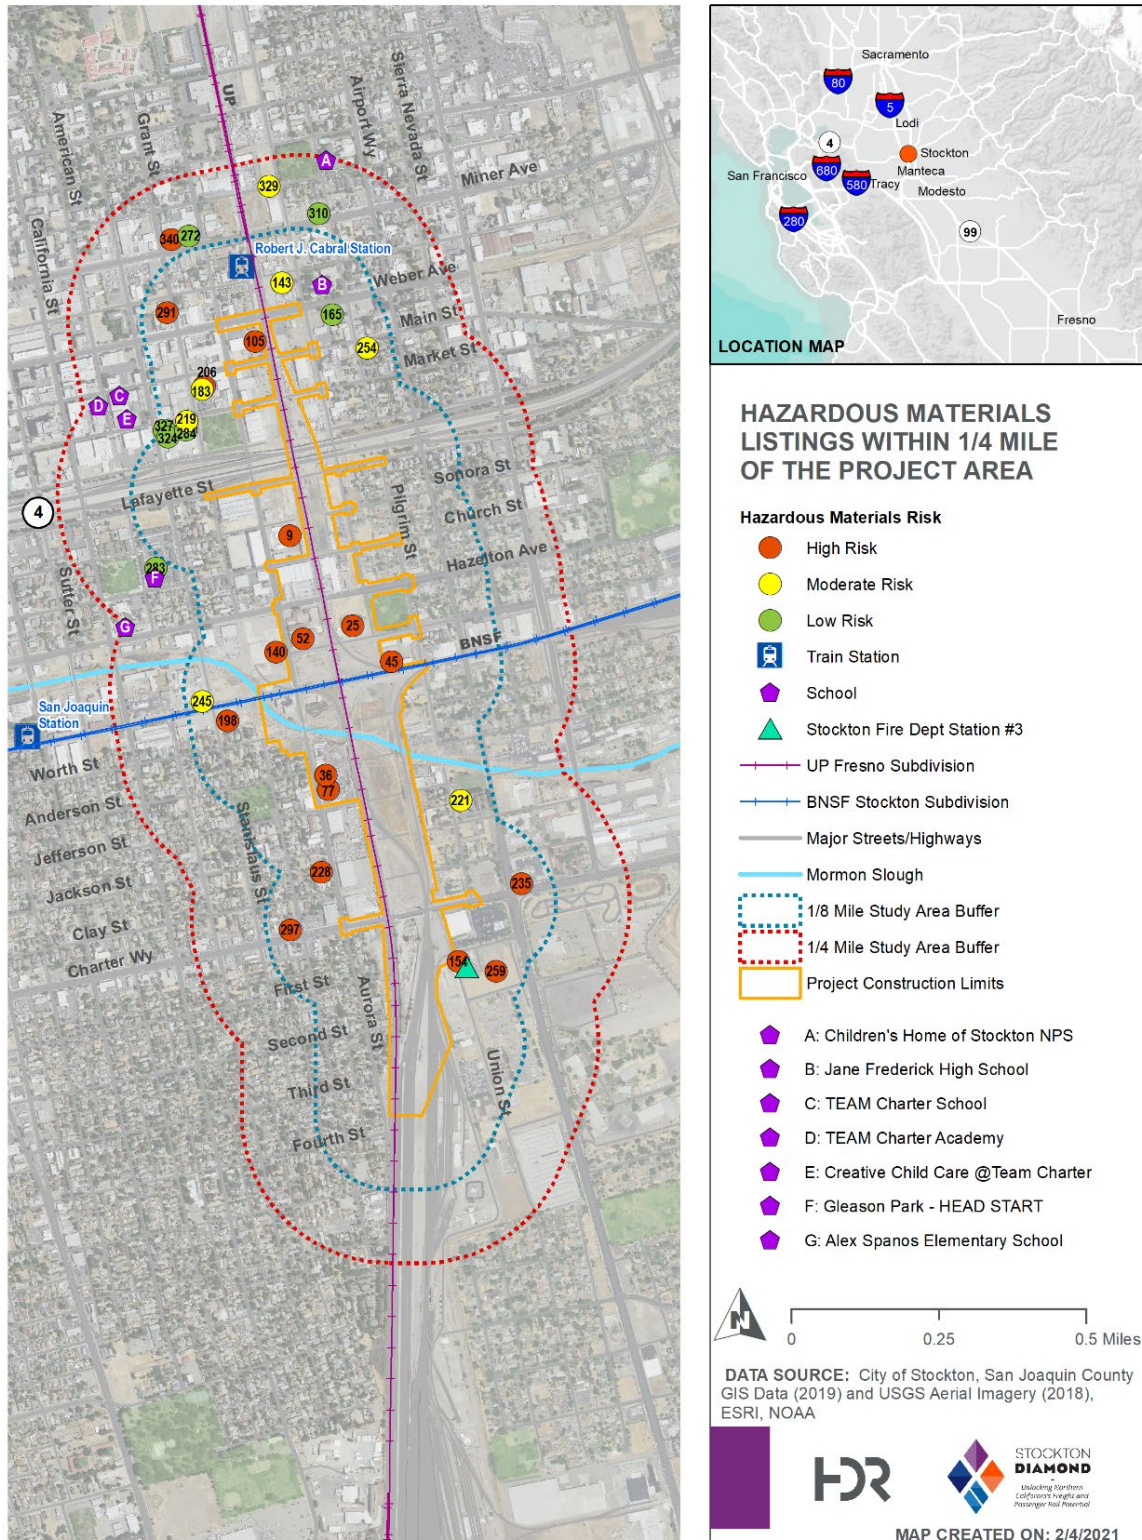 UP
American St
Grant St
Airport Wy
Sierra Nevada St
Miner Ave
California St
A
329
310
340
272
Robert J. Cabral Station
143
B
Weber Ave
291
165
Main St
105
254
Market St
206
183
C
D
E
219
327
324
284
Lafayette St
4
Sonora St
Church St
Pilgrim St
Hazelton Ave
9
283
F
Sutter St
G
25
52
140
45
BNSF
245
198
San Joaquin
Station
Worth St
Anderson St
Jefferson St
Jackson St
Clay St
Charter Wy
Stanislaus St
36
77
221
228
235
297
154
259
First St
Aurora St
Second St
Third St
Union St
Fourth St
Sacramento
80
5
Lodi
4
Stockton
San Francisco
680
Manteca
580
Tracy
Modesto
280
99
Fresno
LOCATION MAP
HAZARDOUS MATERIALS
LISTINGS WITHIN 1/4 MILE
OF THE PROJECT AREA
Hazardous Materials Risk
High Risk
Moderate Risk
Low Risk
Train Station
School
Stockton Fire Dept Station #3
UP Fresno Subdivision
BNSF Stockton Subdivision
Major Streets/Highways
Mormon Slough
1/8 Mile Study Area Buffer
1/4 Mile Study Area Buffer
Project Construction Limits
A: Children's Home of Stockton NPS
B: Jane Frederick High School
C: TEAM Charter School
D: TEAM Charter Academy
E: Creative Child Care @Team Charter
F: Gleason Park - HEAD START
G: Alex Spanos Elementary School
N
0 0.25 0.5 Miles
DATA SOURCE: City of Stockton, San Joaquin County
GIS Data (2019) and USGS Aerial Imagery (2018),
ESRI, NOAA
HDR
STOCKTON
DIAMOND
Unlocking Northern
California's Freight and
Passenger Rail Potential
MAP CREATED ON: 2/4/2021